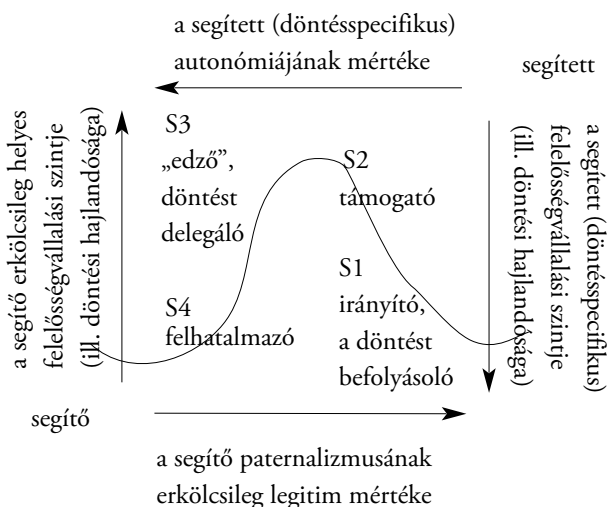 a segített (döntésspecifikus)
autonómiájának mértéke
segített
a segítő erkölcsileg helyes
felelősségvállalási szintje
(ill. döntési hajlandósága)
S3
„edző”,
döntést
delegáló
S2
támogató
S4
felhatalmazó
S1
irányító,
a döntést
befolyásoló
a segített (döntésspecifikus)
felelősségvállalási szintje
(ill. döntési hajlandósága)
segítő
a segítő paternalizmusának
erkölcsileg legitim mértéke